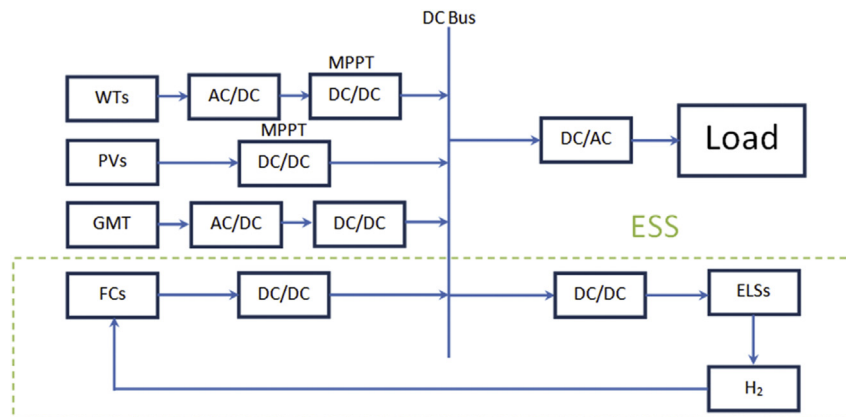 DC Bus
MPPT
WTs
AC/DC
DC/DC
MPPT
PVs
DC/DC
DC/AC
Load
GMT
AC/DC
DC/DC
ESS
FCs
DC/DC
DC/DC
ELSs
H₂